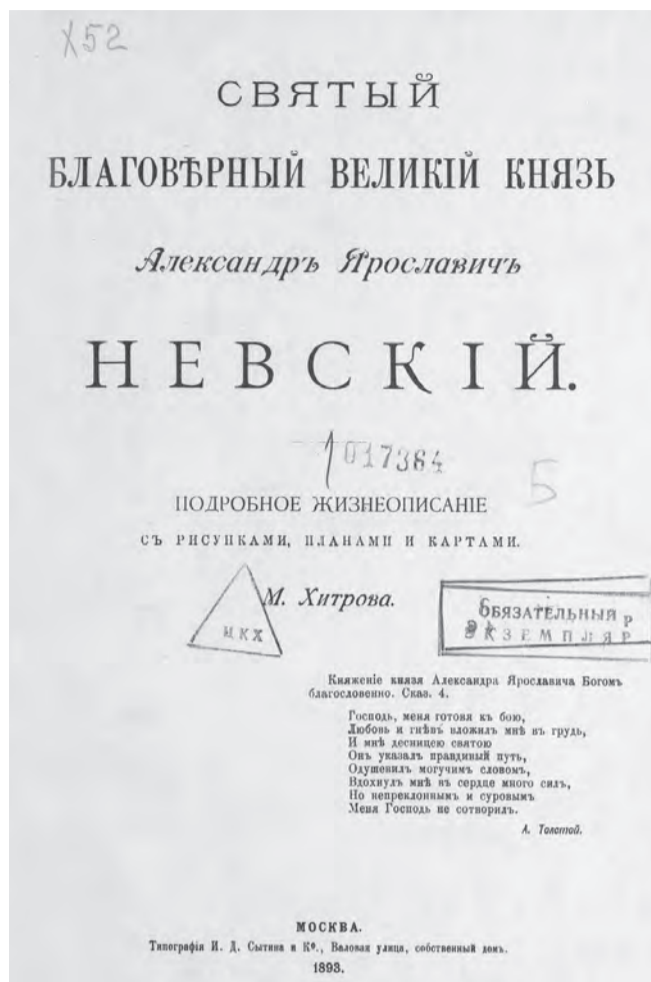 Х52
СВЯТЫЙ
БЛАГОВѢРНЫЙ ВЕЛИКІЙ КНЯЗЬ
Александръ Ярославичъ
НЕВСКІЙ.
1017364
Б
ПОДРОБНОЕ ЖИЗНЕОПИСАНІЕ
СЪ РИСУНКАМИ, ПЛАНАМИ И КАРТАМИ.
М. Хитрова.
МКХ
ОБЯЗАТЕЛЬНЫЙ
ЭКЗЕМПЛЯР
Княженіе князя Александра Ярославича Богомъ
благословенно. Сказ. 4.
Господь, меня готовя къ бою,
Любовь и гнѣвъ вложилъ мнѣ въ грудь,
И мнѣ десницею святою
Онъ указалъ правдивый путь,
Одушевилъ могучимъ словомъ,
Вдохнулъ мнѣ въ сердце много силъ,
Но непреклоннымъ и суровымъ
Меня Господь не сотворилъ.
А. Толстой.
МОСКВА.
Типографія И. Д. Сытина и Кº., Валовая улица, собственный домъ.
1893.